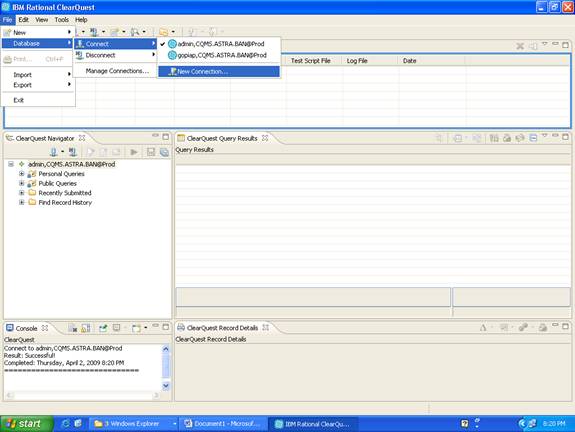 IBM Rational ClearQuest
File Edit View Tools Help
New
Database
Print... Ctrl+P
Import
Export
Exit
Connect
Disconnect
Manage Connections...
admin,CQMS.ASTRA.BAN@Prod
gopiap,CQMS.ASTRA.BAN@Prod
New Connection...
Test Script File Log File Date
ClearQuest Navigator
admin,CQMS.ASTRA.BAN@Prod
Personal Queries
Public Queries
Recently Submitted
Find Record History
ClearQuest Query Results
Query Results
Console
ClearQuest
Connect to admin,CQMS.ASTRA.BAN@Prod
Result: Successful!
Completed: Thursday, April 2, 2009 8:20 PM
================================
ClearQuest Record Details
ClearQuest Record Details
start
3 Windows Explorer
Document1 - Microsof...
IBM Rational ClearQu...
8:20 PM